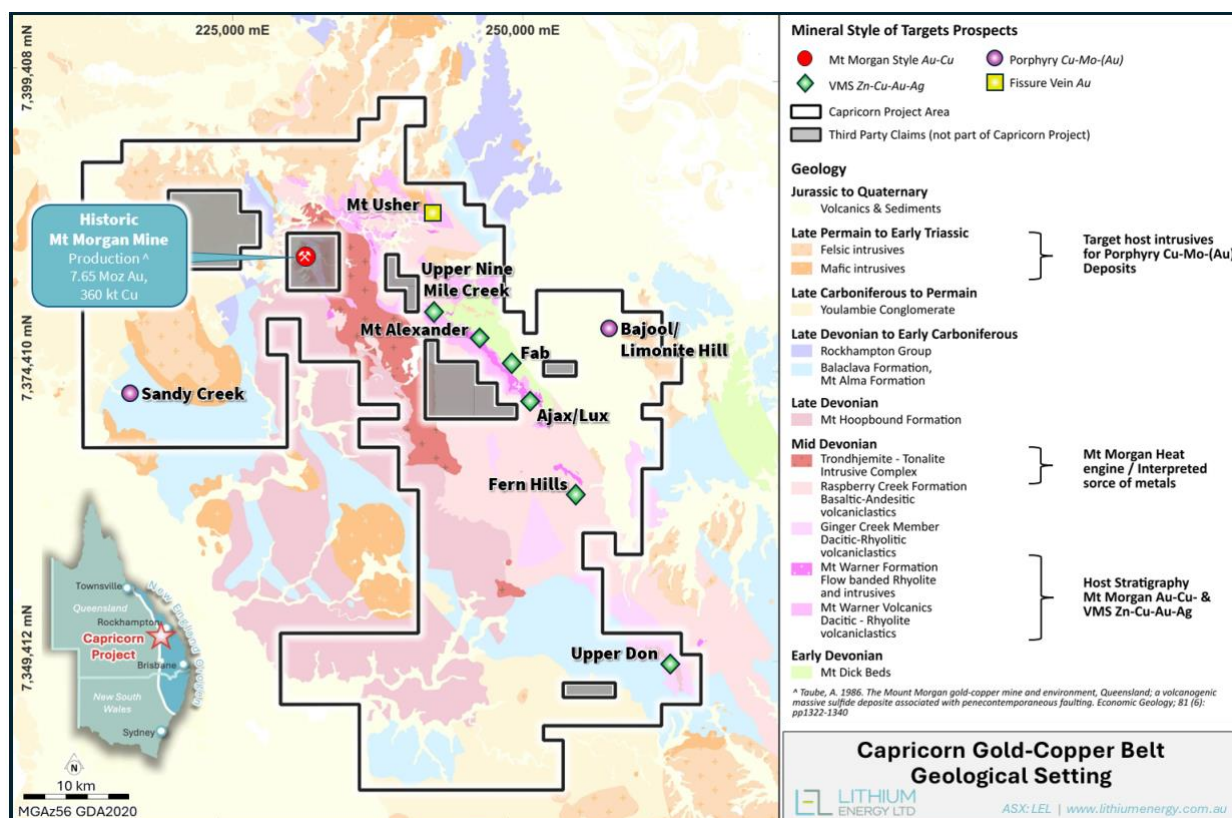 225,000 mE
250,000 mE
7,399,408 mN
7,374,410 mN
7,349,412 mN
Historic
Mt Morgan Mine
Production ^
7.65 Moz Au,
360 kt Cu
Mt Usher
Upper Nine
Mile Creek
Mt Alexander
Fab
Bajool/
Limonite Hill
Sandy Creek
Ajax/Lux
Fern Hills
Upper Don
Townsville
Queensland
Rockhampton
Capricorn
Project
Brisbane
New South
Wales
Sydney
N
10 km
MGAz56 GDA2020
Mineral Style of Targets Prospects
Mt Morgan Style Au-Cu
Porphyry Cu-Mo-(Au)
VMS Zn-Cu-Au-Ag
Fissure Vein Au
Capricorn Project Area
Third Party Claims (not part of Capricorn Project)
Geology
Jurassic to Quaternary
Volcanics & Sediments
Late Permain to Early Triassic
Felsic intrusives
Mafic intrusives
Target host intrusives
for Porphyry Cu-Mo-(Au)
Deposits
Late Carboniferous to Permain
Youlambie Conglomerate
Late Devonian to Early Carboniferous
Rockhampton Group
Balaclava Formation,
Mt Alma Formation
Late Devonian
Mt Hoopbound Formation
Mid Devonian
Trondhjemite - Tonalite
Intrusive Complex
Raspberry Creek Formation
Basaltic-Andesitic
volcaniclastics
Mt Morgan Heat
engine / Interpreted
sorce of metals
Ginger Creek Member
Dacitic-Rhyolitic
volcaniclastics
Mt Warner Formation
Flow banded Rhyolite
and intrusives
Mt Warner Volcanics
Dacitic - Rhyolite
volcaniclastics
Host Stratigraphy
Mt Morgan Au-Cu- &
VMS Zn-Cu-Au-Ag
Early Devonian
Mt Dick Beds
^ Taube, A. 1986. The Mount Morgan gold-copper mine and environment, Queensland; a volcanogenic
massive sulfide deposite associated with penecontemporaneous faulting. Economic Geology; 81 (6):
pp1322-1340
Capricorn Gold-Copper Belt
Geological Setting
LITHIUM
ENERGY LTD
ASX: LEL | www.lithiumenergy.com.au